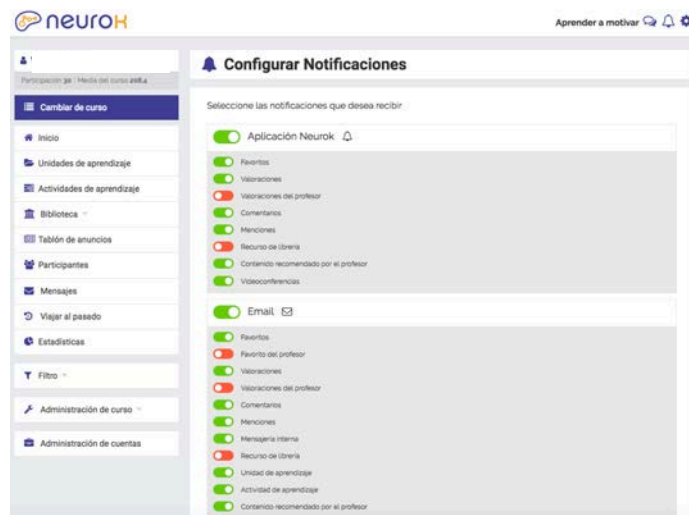 neurok
Aprender a motivar
Participación 30 | Media del curso 208.4
Cambiar de curso
Inicio
Unidades de aprendizaje
Actividades de aprendizaje
Biblioteca
Tablón de anuncios
Participantes
Mensajes
Viajar al pasado
Estadísticas
Filtro
Administración de curso
Administración de cuentas
Configurar Notificaciones
Seleccione las notificaciones que desea recibir
Aplicación Neurok
Favoritos
Valoraciones
Valoraciones del profesor
Comentarios
Menciones
Recurso de librería
Contenido recomendado por el profesor
Videoconferencias
Email
Favoritos
Favorito del profesor
Valoraciones
Valoraciones del profesor
Comentarios
Menciones
Mensajería interna
Recurso de librería
Unidad de aprendizaje
Actividad de aprendizaje
Contenido recomendado por el profesor